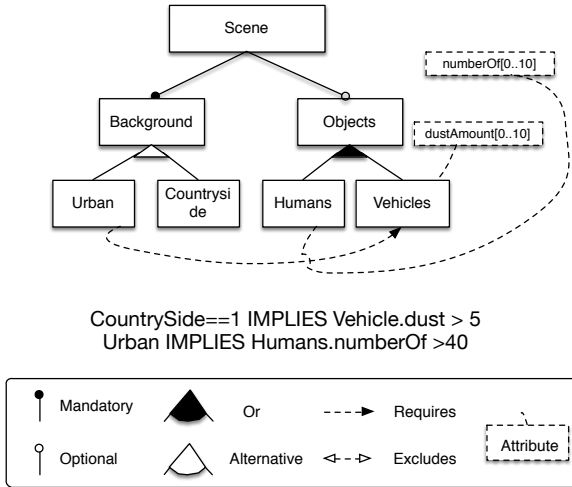 Scene
numberOf[0..10]
Background
Objects
dustAmount[0..10]
Urban
Countrysi
de
Humans
Vehicles
CountrySide==1 IMPLIES Vehicle.dust > 5
Urban IMPLIES Humans.numberOf >40
Mandatory
Or
Requires
Optional
Alternative
Excludes
Attribute